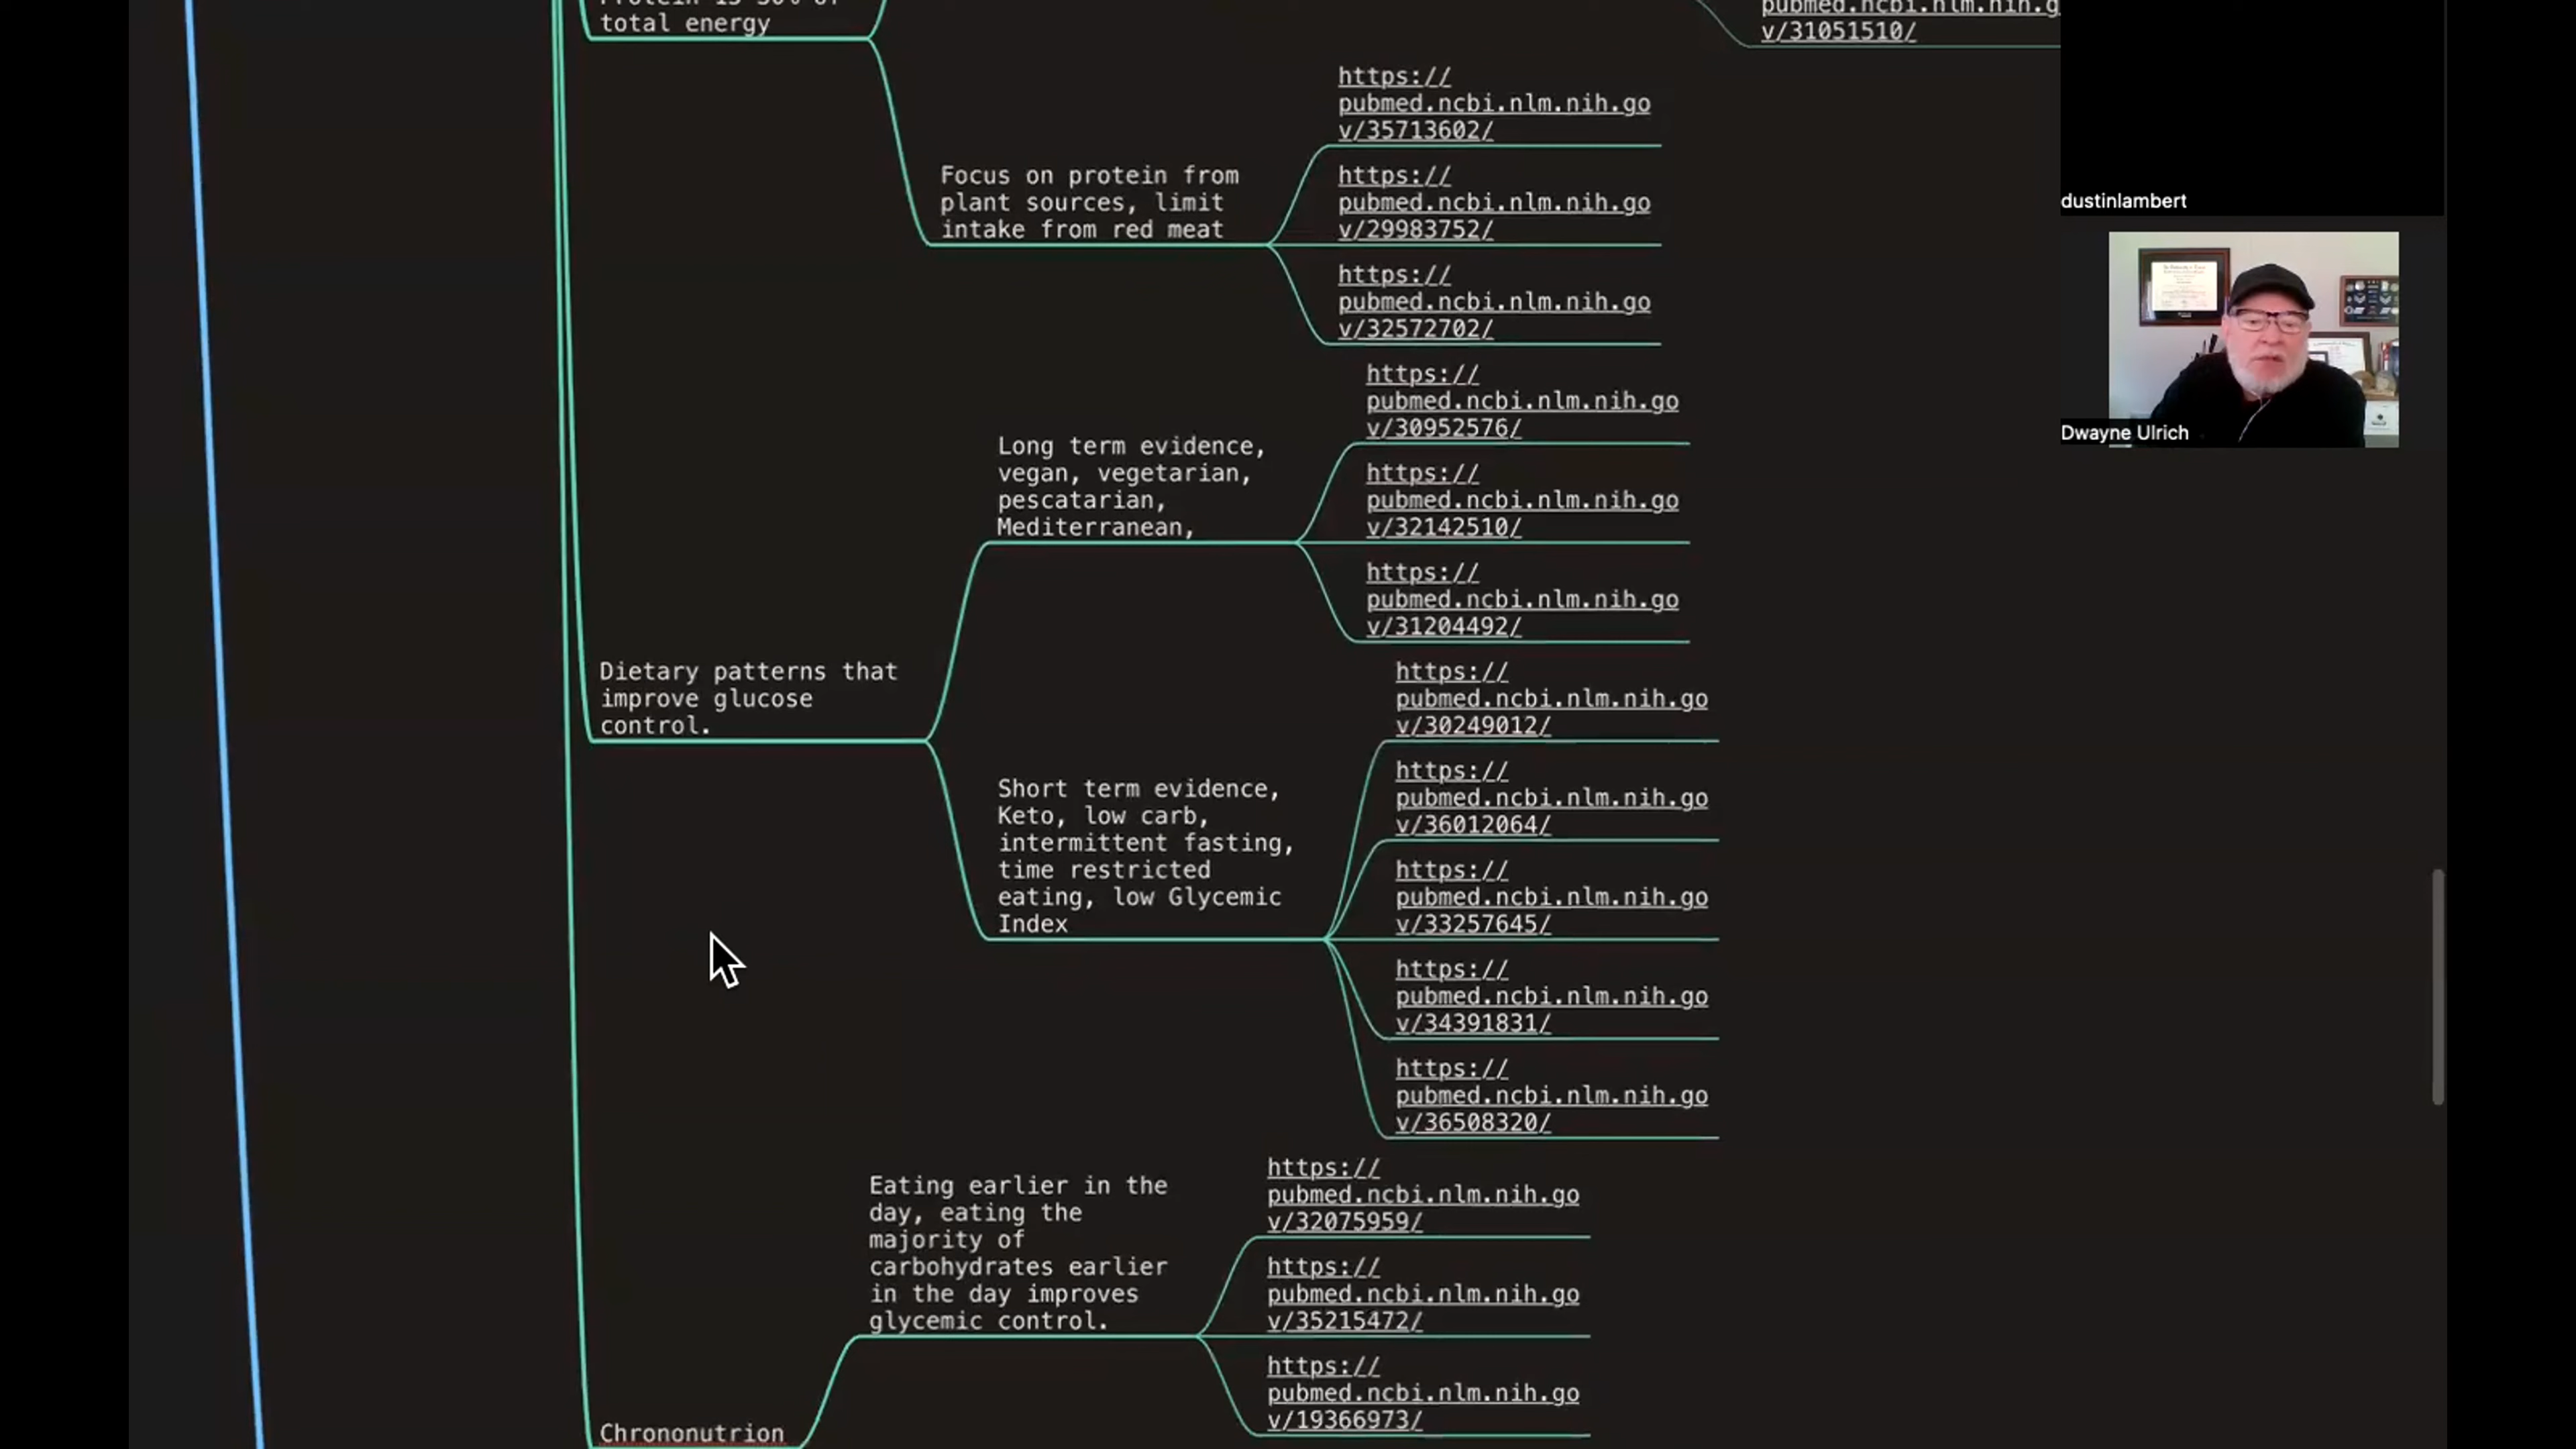 total energy
pubmed.ncbi.nlm.nih.g
v/31051510/
https://
pubmed.ncbi.nlm.nih.go
v/35713602/
Focus on protein from
plant sources, limit
intake from red meat
https://
pubmed.ncbi.nlm.nih.go
v/29983752/
https://
pubmed.ncbi.nlm.nih.go
v/32572702/
Dietary patterns that
improve glucose
control.
Long term evidence,
vegan, vegetarian,
pescatarian,
Mediterranean,
https://
pubmed.ncbi.nlm.nih.go
v/30952576/
https://
pubmed.ncbi.nlm.nih.go
v/32142510/
https://
pubmed.ncbi.nlm.nih.go
v/31204492/
Short term evidence,
Keto, low carb,
intermittent fasting,
time restricted
eating, low Glycemic
Index
https://
pubmed.ncbi.nlm.nih.go
v/30249012/
https://
pubmed.ncbi.nlm.nih.go
v/36012064/
https://
pubmed.ncbi.nlm.nih.go
v/33257645/
https://
pubmed.ncbi.nlm.nih.go
v/34391831/
https://
pubmed.ncbi.nlm.nih.go
v/36508320/
Chrononutrion
Eating earlier in the
day, eating the
majority of
carbohydrates earlier
in the day improves
glycemic control.
https://
pubmed.ncbi.nlm.nih.go
v/32075959/
https://
pubmed.ncbi.nlm.nih.go
v/35215472/
https://
pubmed.ncbi.nlm.nih.go
v/19366973/
dustinlambert
Dwayne Ulrich